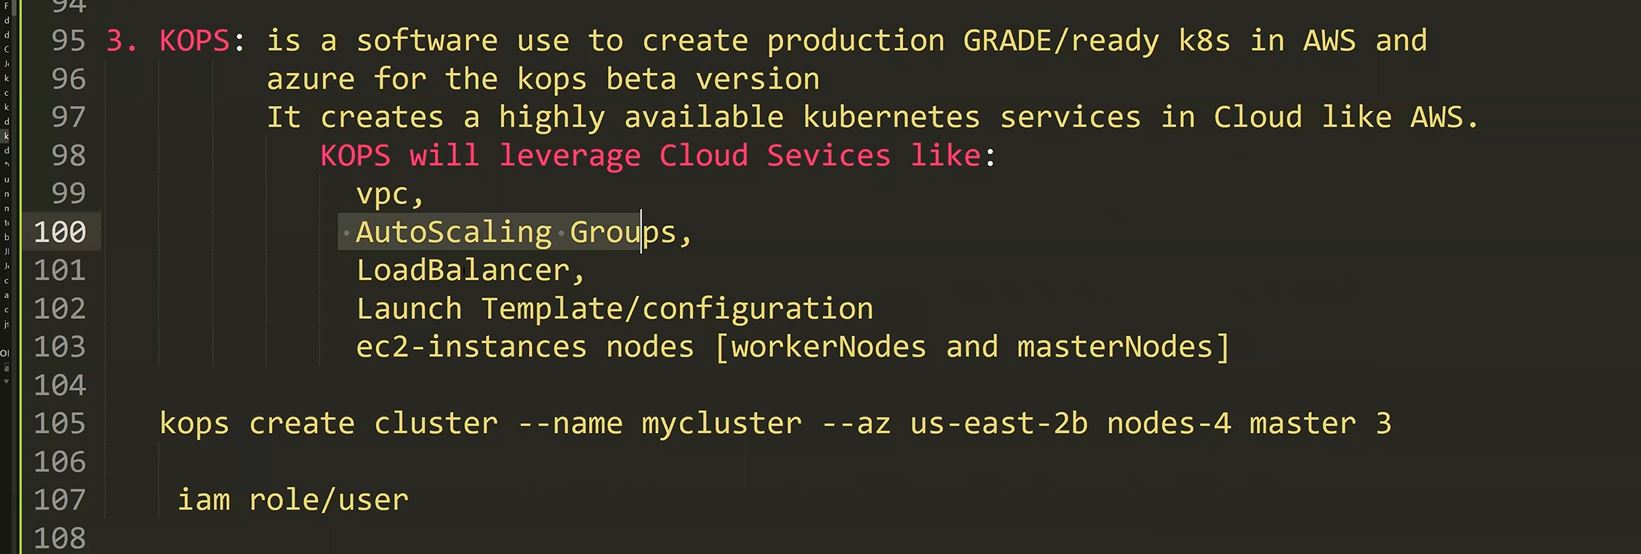 94
95 3. KOPS: is a software use to create production GRADE/ready k8s in AWS and
96 azure for the kops beta version
97 It creates a highly available kubernetes services in Cloud like AWS.
98 KOPS will leverage Cloud Sevices like:
99 vpc,
100 AutoScaling Groups,
101 LoadBalancer,
102 Launch Template/configuration
103 ec2-instances nodes [workerNodes and masterNodes]
104
105 kops create cluster --name mycluster --az us-east-2b nodes-4 master 3
106
107 iam role/user
108